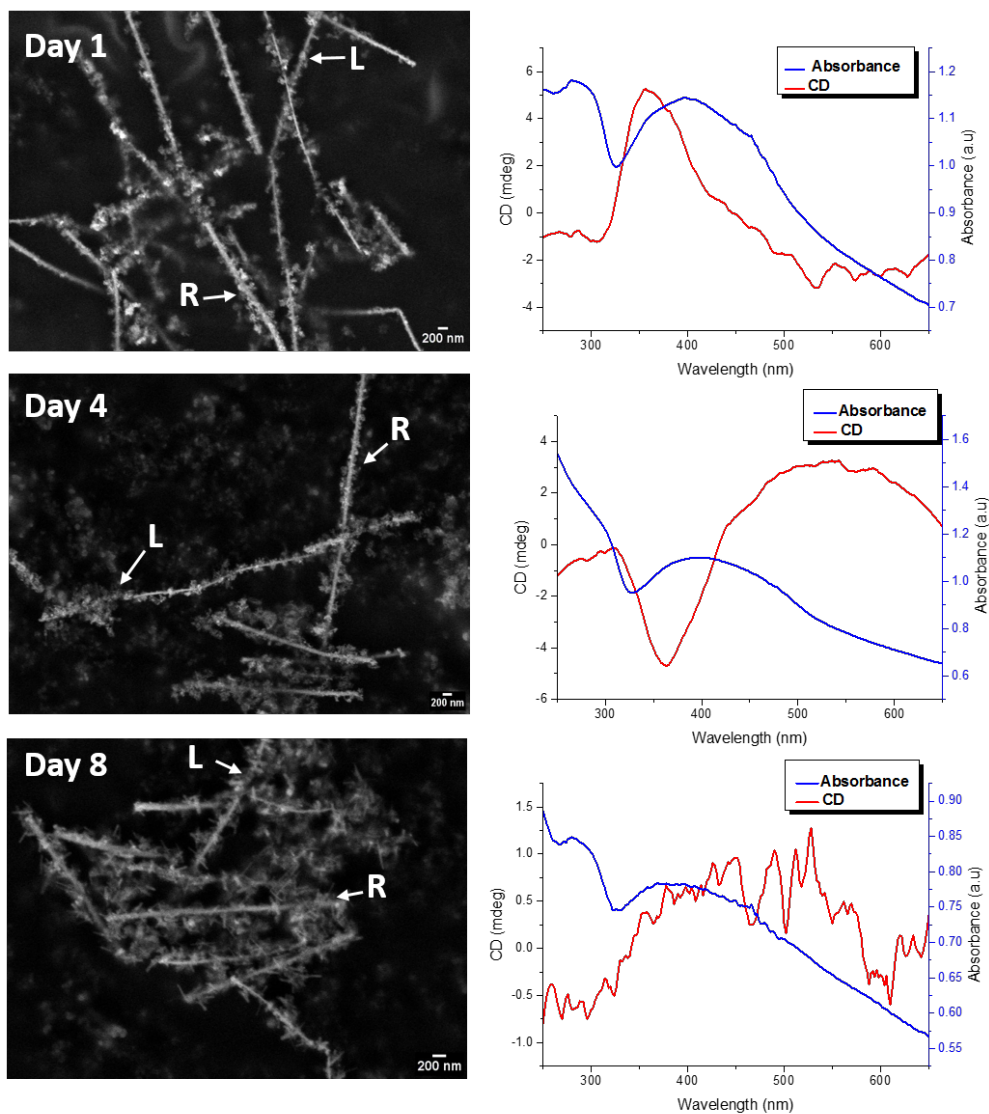 Day 1
L
R
200 nm
Absorbance
CD
6
4
2
0
-2
-4
CD (mdeg)
1.2
1.1
1.0
0.9
0.8
0.7
Absorbance (a.u)
300 400 500 600
Wavelength (nm)
Day 4
R
L
200 nm
Absorbance
CD
4
2
0
-2
-4
-6
CD (mdeg)
1.6
1.5
1.4
1.2
1.1
1.0
0.8
0.6
Absorbance (a.u)
300 400 500 600
Wavelength (nm)
Day 8
L
R
200 nm
Absorbance
CD
1.5
1.0
0.5
0.0
-0.5
-1.0
CD (mdeg)
0.90
0.85
0.80
0.75
0.70
0.65
0.60
0.55
Absorbance (a.u)
300 400 500 600
Wavelength (nm)